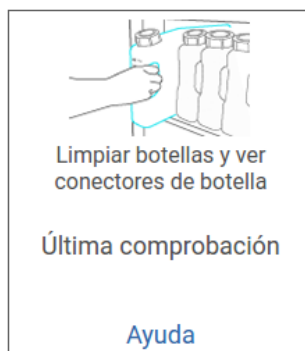 Limpiar botellas y ver
conectores de botella
Última comprobación
Ayuda